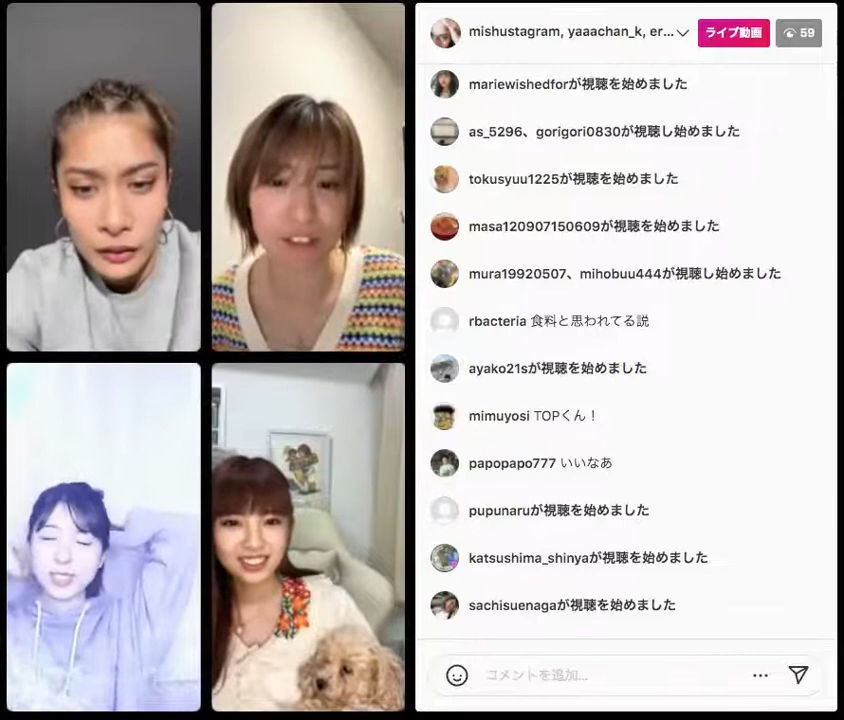 mishustagram, yaaachan_k, er...
ライブ動画
59
mariewishedforが視聴を始めました
as_5296、gorigori0830が視聴し始めました
tokusyuu1225が視聴を始めました
masa120907150609が視聴を始めました
mura19920507、mihobuu444が視聴し始めました
rbacteria 食料と思われてる説
ayako21sが視聴を始めました
mimuyosi TOPくん！
papopapo777 いいなあ
pupunaruが視聴を始めました
katsushima_shinyaが視聴を始めました
sachisuenagaが視聴を始めました
コメントを追加...